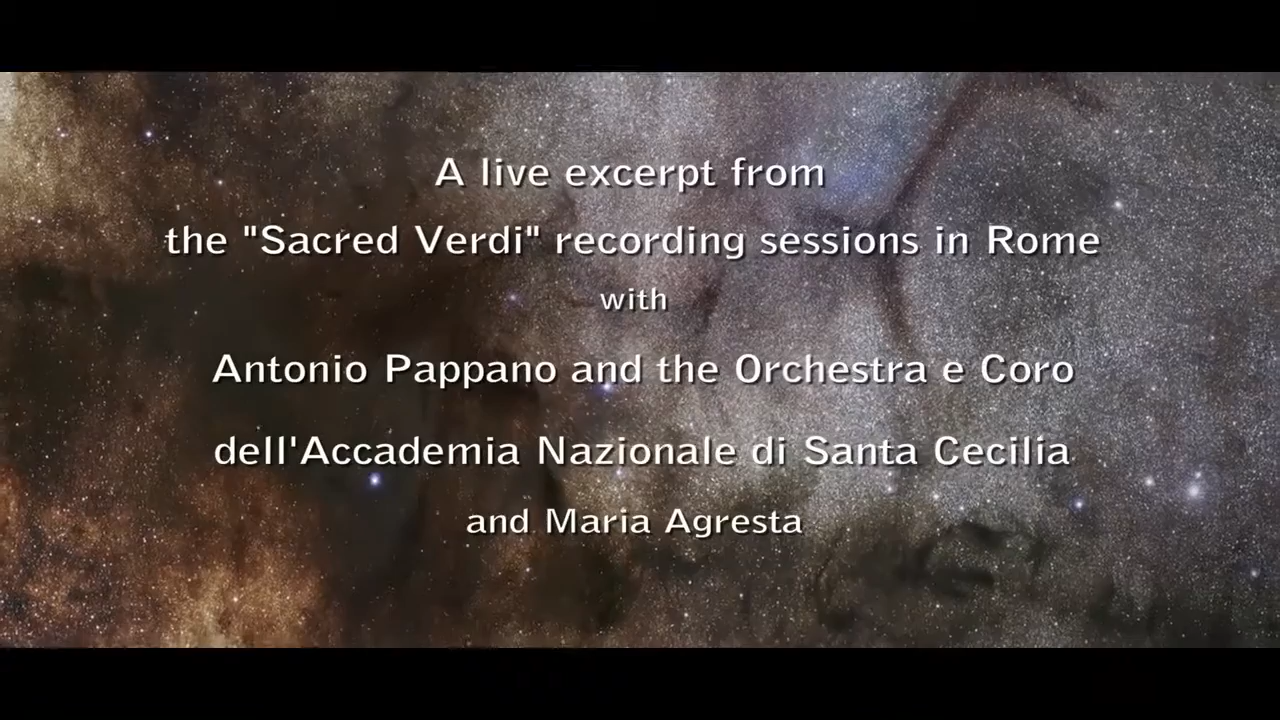 A live excerpt from
the "Sacred Verdi" recording sessions in Rome
with
Antonio Pappano and the Orchestra e Coro
dell'Accademia Nazionale di Santa Cecilia
and Maria Agresta